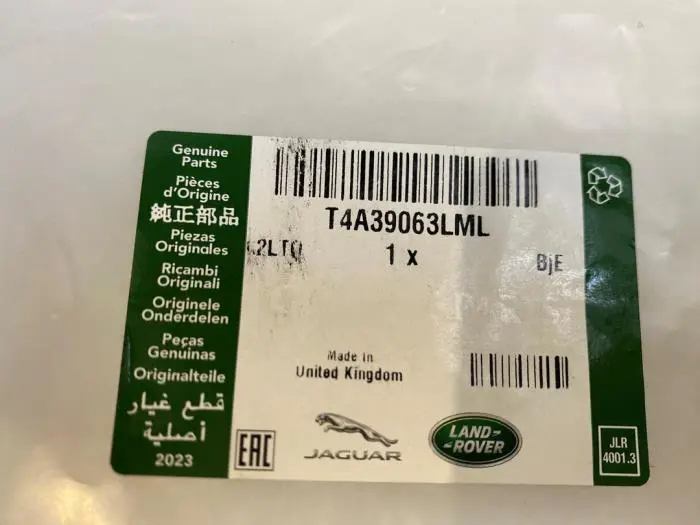 Genuine
Parts
Pièces
d'Origine
純正部品
Piezas
Originales
Ricambi
Originali
Originele
Onderdelen
Peças
Genuinas
Originalteile
قطع غيار
أصلية
2023
T4A39063LML
1 x
BjE
Made in
United Kingdom
EAC
JAGUAR
LAND-
-ROVER
JLR
4001.3